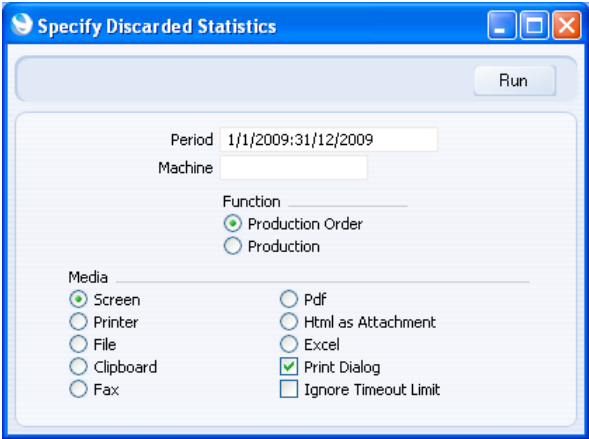 Specify Discarded Statistics
Run
Period 1/1/2009:31/12/2009
Machine
Function
Production Order
Production
Media
Screen Pdf
Printer Html as Attachment
File Excel
Clipboard Print Dialog
Fax Ignore Timeout Limit